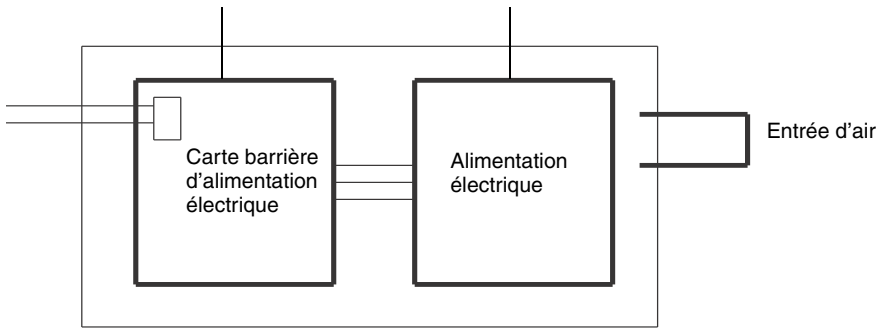 Entrée d'air
Carte barrière
d'alimentation
électrique
Alimentation
électrique